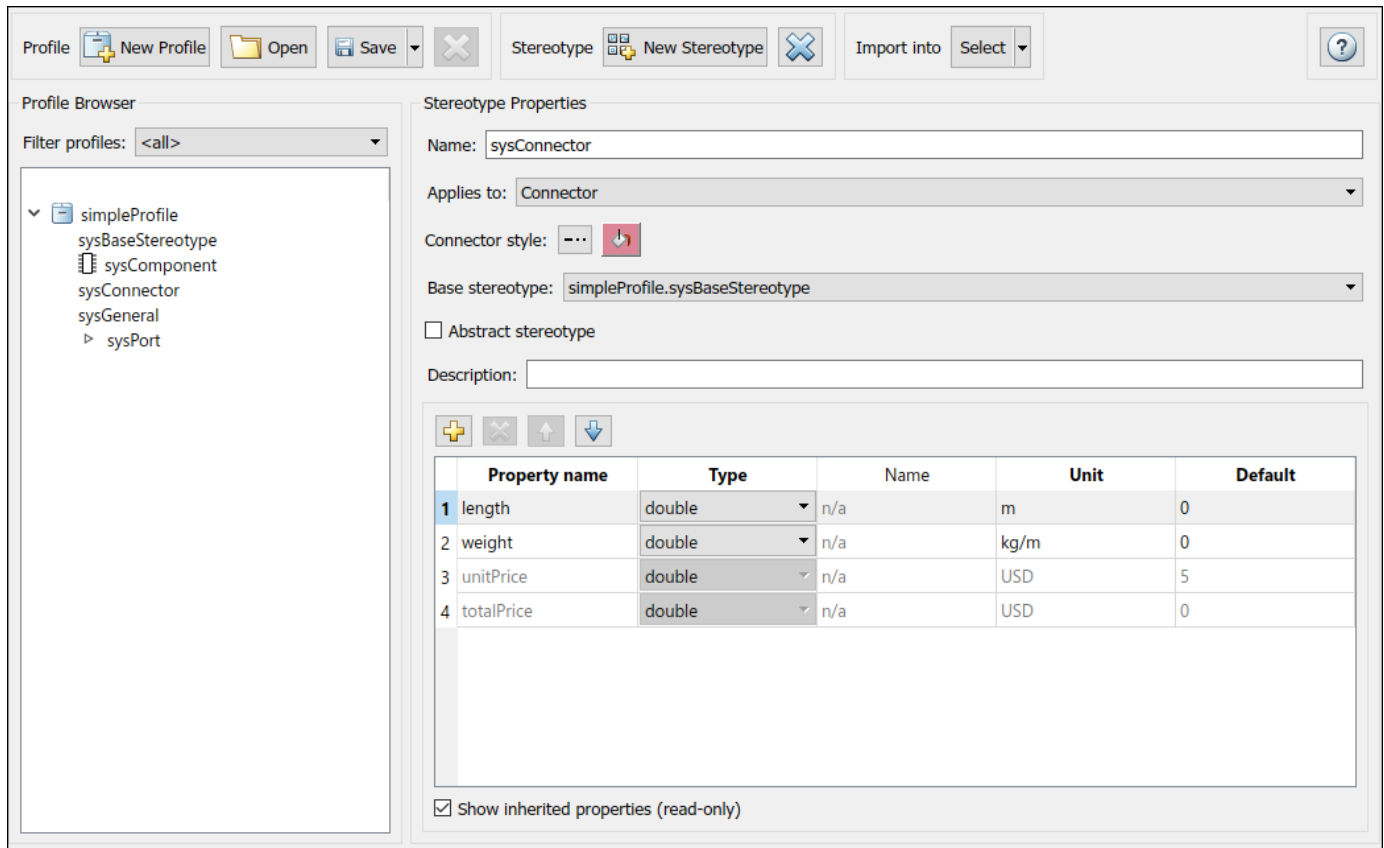 Profile New Profile Open Save Stereotype New Stereotype Import into Select ?
Profile Browser
Filter profiles: <all>
simpleProfile
sysBaseStereotype
sysComponent
sysConnector
sysGeneral
sysPort
Stereotype Properties
Name: sysConnector
Applies to: Connector
Connector style:
Base stereotype: simpleProfile.sysBaseStereotype
Abstract stereotype
Description:
Property name Type Name Unit Default
1 length double n/a m 0
2 weight double n/a kg/m 0
3 unitPrice double n/a USD 5
4 totalPrice double n/a USD 0
Show inherited properties (read-only)